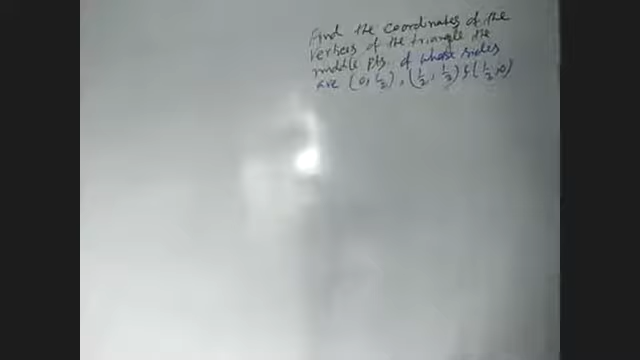 Find the coordinates of the
vertices of the triangle the
middle pts. of whose sides
are (0, 1/2), (1/2, 1/2) & (1/2, 0)